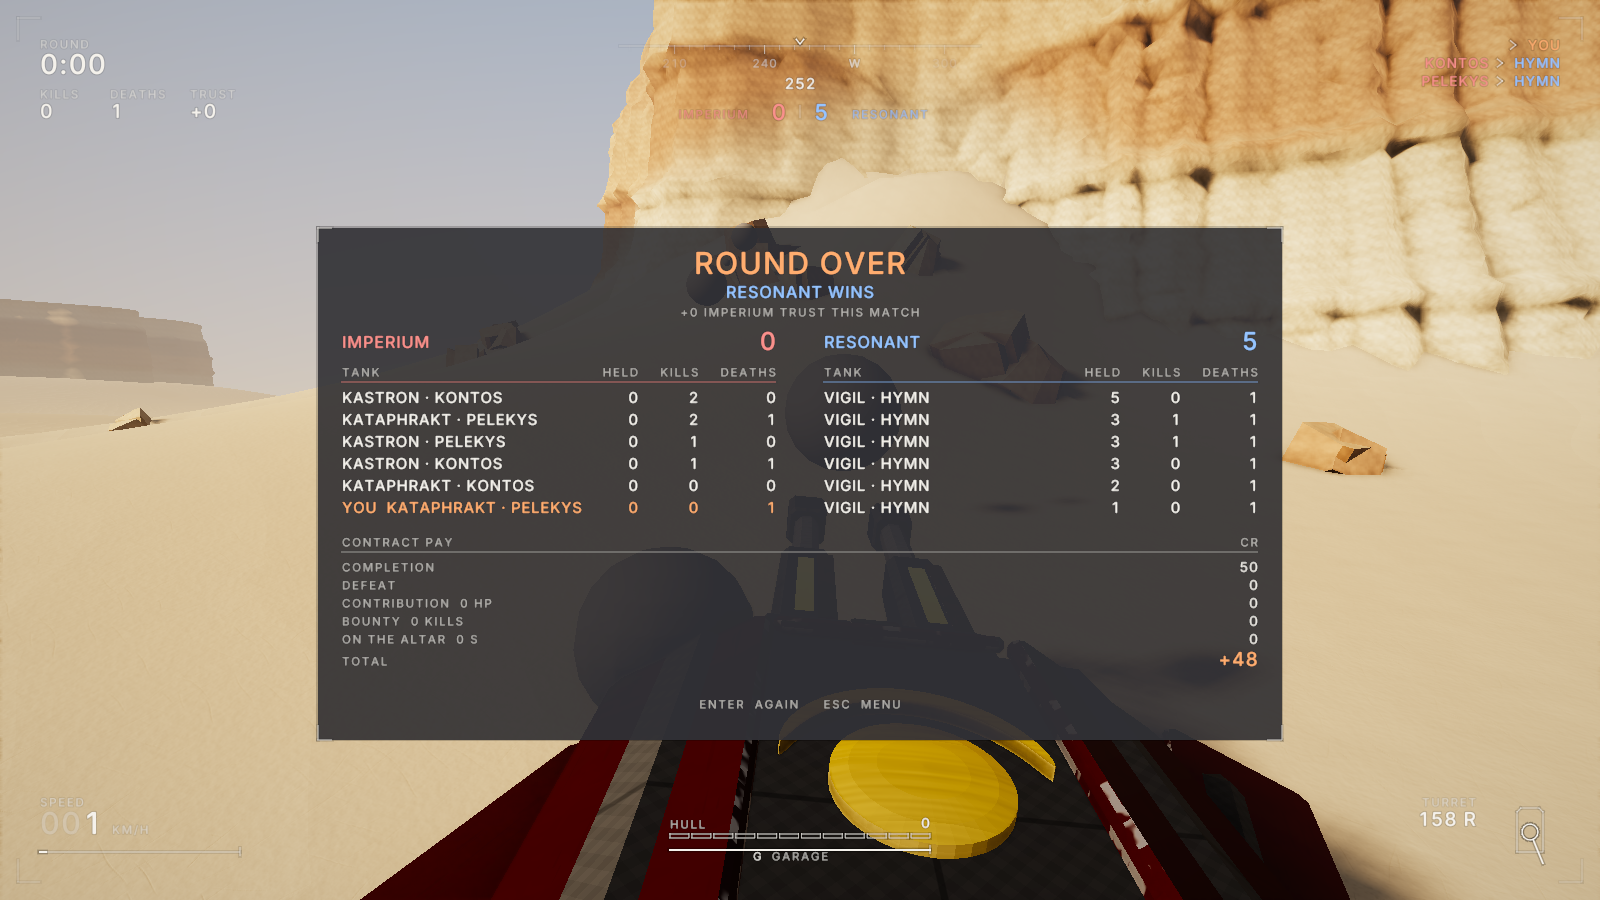 ROUND
0:00
KILLS DEATHS TRUST
0 1 +0
210 240 W
252
IMPERIUM 0 5 RESONANT
> YOU
KONTOS > HYMN
PELEKYS > HYMN
ROUND OVER
RESONANT WINS
+0 IMPERIUM TRUST THIS MATCH
IMPERIUM 0
TANK HELD KILLS DEATHS
KASTRON · KONTOS 0 2 0
KATAPHRAKT · PELEKYS 0 2 1
KASTRON · PELEKYS 0 1 0
KASTRON · KONTOS 0 1 1
KATAPHRAKT · KONTOS 0 0 0
YOU KATAPHRAKT · PELEKYS 0 0 1
RESONANT 5
TANK HELD KILLS DEATHS
VIGIL · HYMN 5 0 1
VIGIL · HYMN 3 1 1
VIGIL · HYMN 3 1 1
VIGIL · HYMN 3 0 1
VIGIL · HYMN 2 0 1
VIGIL · HYMN 1 0 1
CONTRACT PAY CR
COMPLETION 50
DEFEAT 0
CONTRIBUTION 0 HP 0
BOUNTY 0 KILLS 0
ON THE ALTAR 0 S 0
TOTAL +48
ENTER AGAIN ESC MENU
SPEED
001 KM/H
HULL 0
G GARAGE
TURRET
158 R